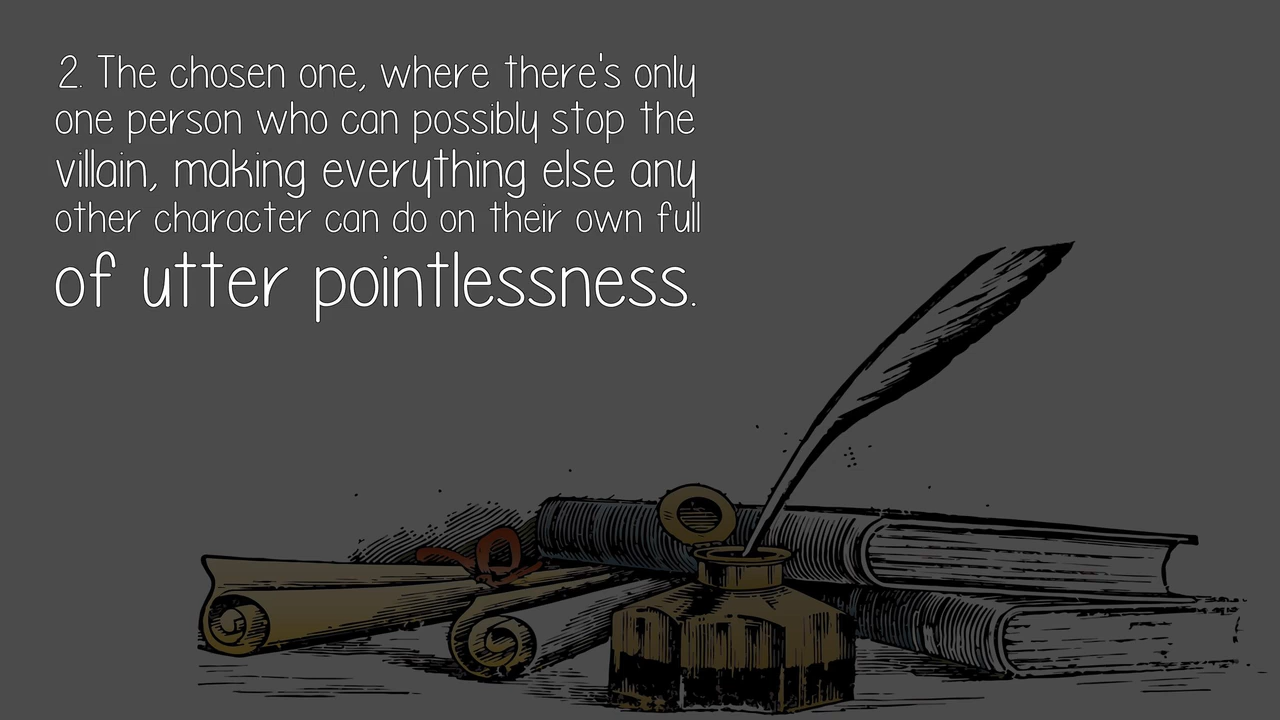 2. The chosen one, where there's only
one person who can possibly stop the
villain, making everything else any
other character can do on their own full
of utter pointlessness.